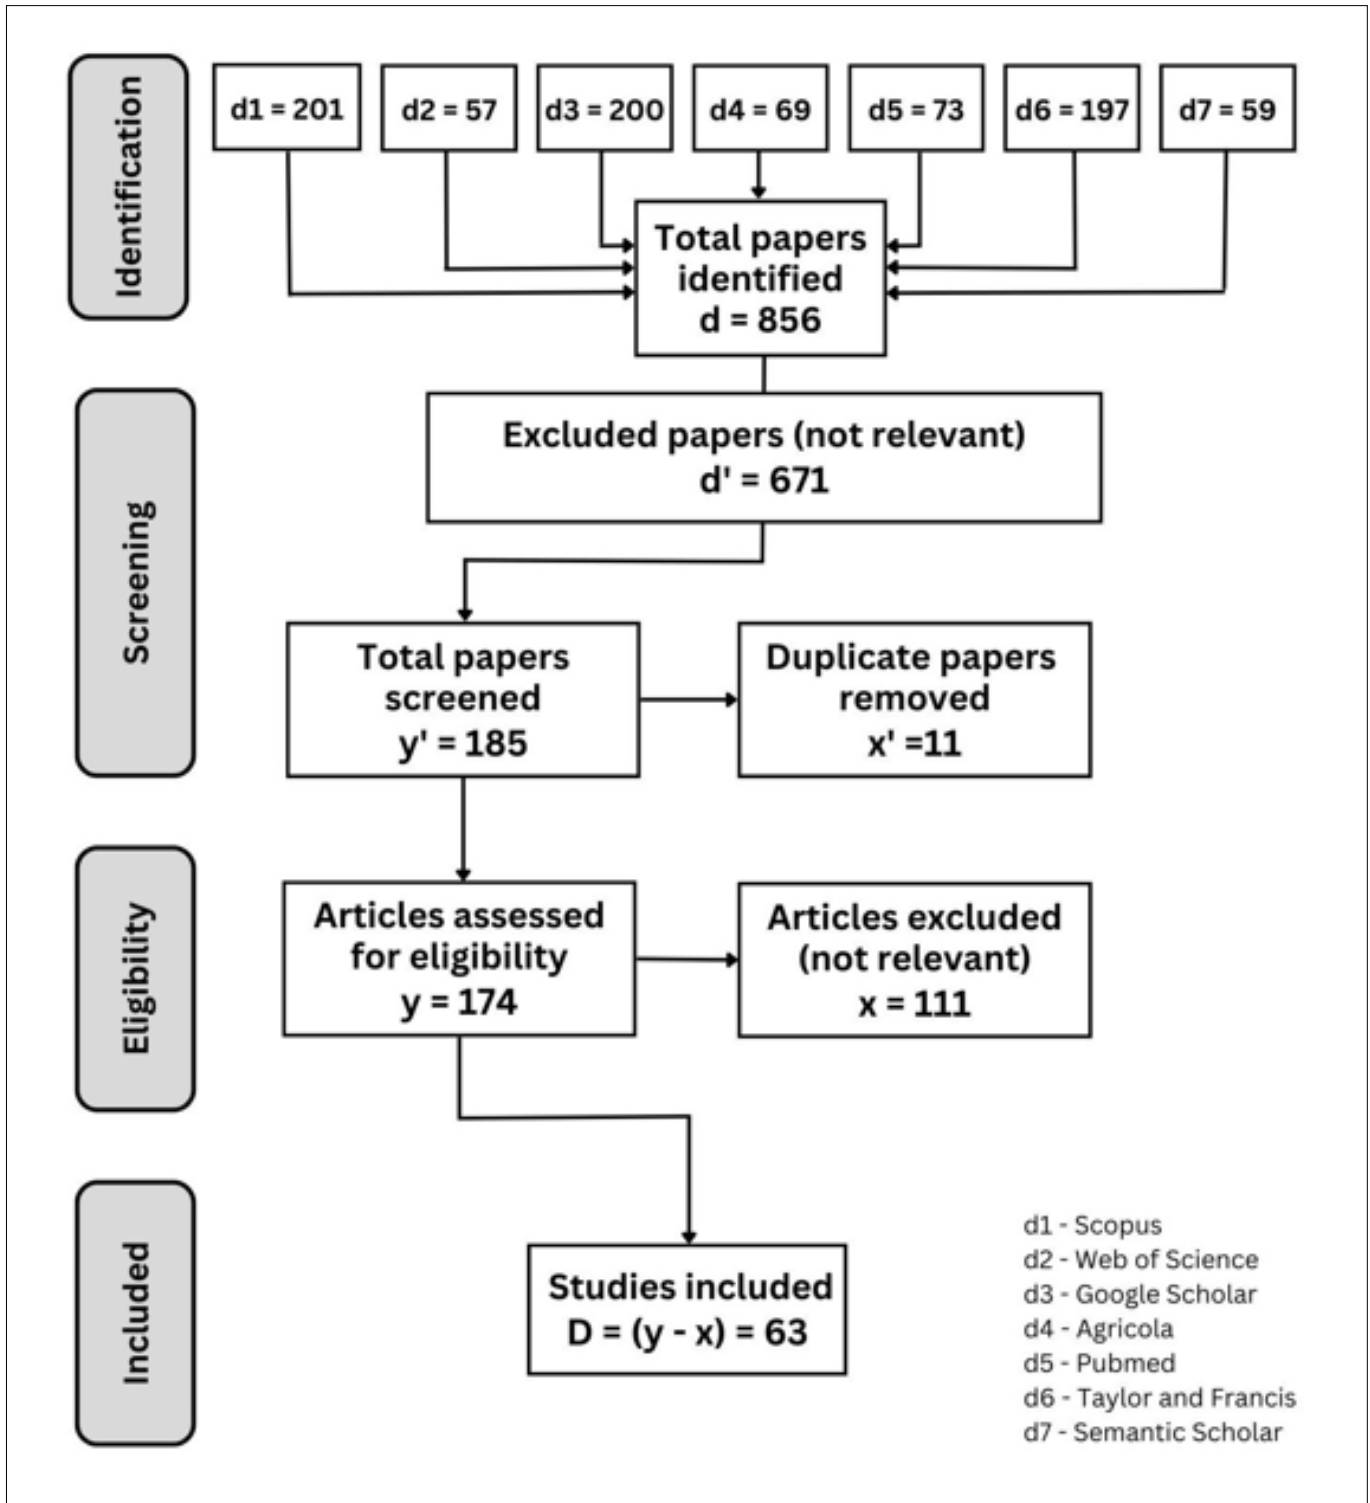 Identification
d1 = 201
d2 = 57
d3 = 200
d4 = 69
d5 = 73
d6 = 197
d7 = 59
Total papers
identified
d = 856
Screening
Excluded papers (not relevant)
d' = 671
Total papers
screened
y' = 185
Duplicate papers
removed
x' =11
Eligibility
Articles assessed
for eligibility
y = 174
Articles excluded
(not relevant)
x = 111
Included
Studies included
D = (y - x) = 63
d1 - Scopus
d2 - Web of Science
d3 - Google Scholar
d4 - Agricola
d5 - Pubmed
d6 - Taylor and Francis
d7 - Semantic Scholar